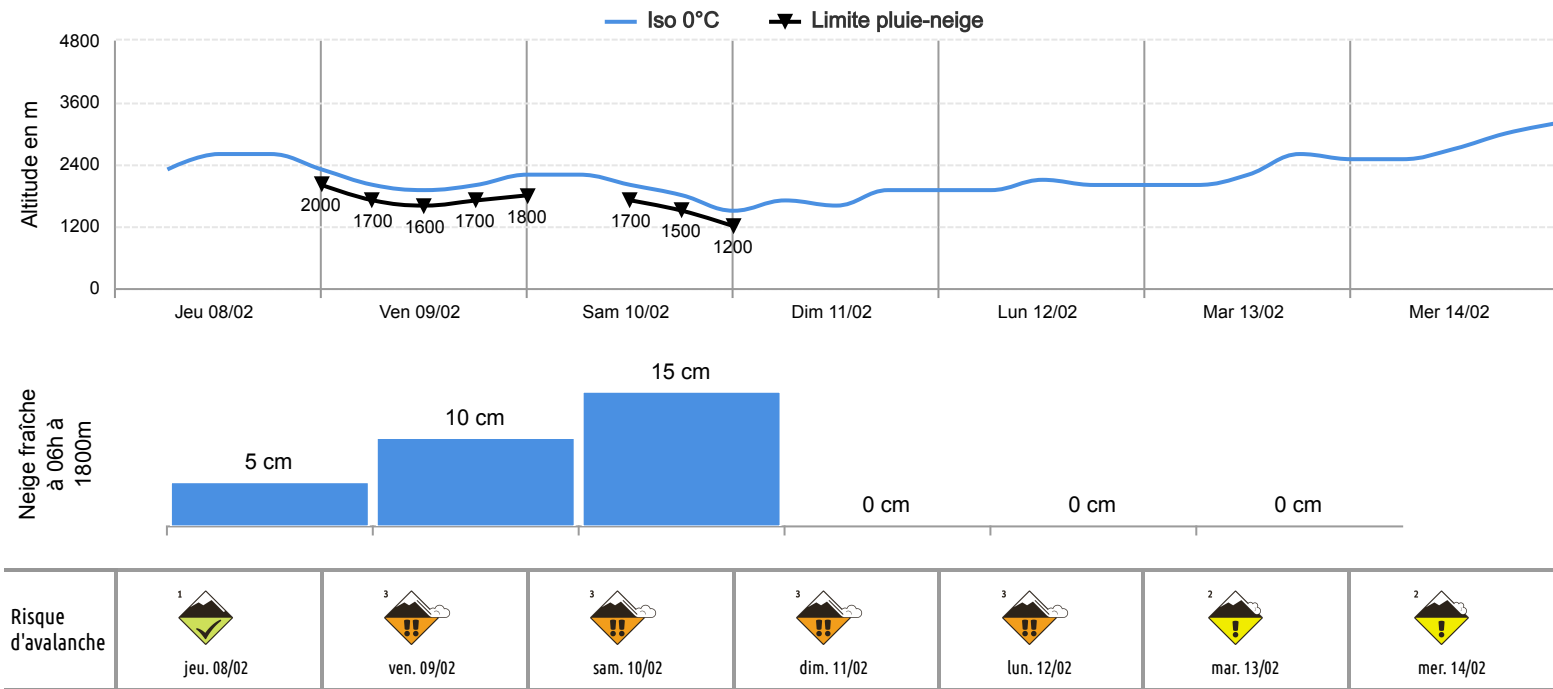 Iso 0°C Limite pluie-neige
Altitude en m
4800
3600
2400
1200
0
2000 1700 1600 1700 1800 1700 1500 1200
Jeu 08/02 Ven 09/02 Sam 10/02 Dim 11/02 Lun 12/02 Mar 13/02 Mer 14/02
Neige fraîche
à 06h à
1800m
5 cm 10 cm 15 cm 0 cm 0 cm 0 cm
Risque
d'avalanche
1 3 3 3 3 2 2
!! !! !! !! ! !
jeu. 08/02 ven. 09/02 sam. 10/02 dim. 11/02 lun. 12/02 mar. 13/02 mer. 14/02